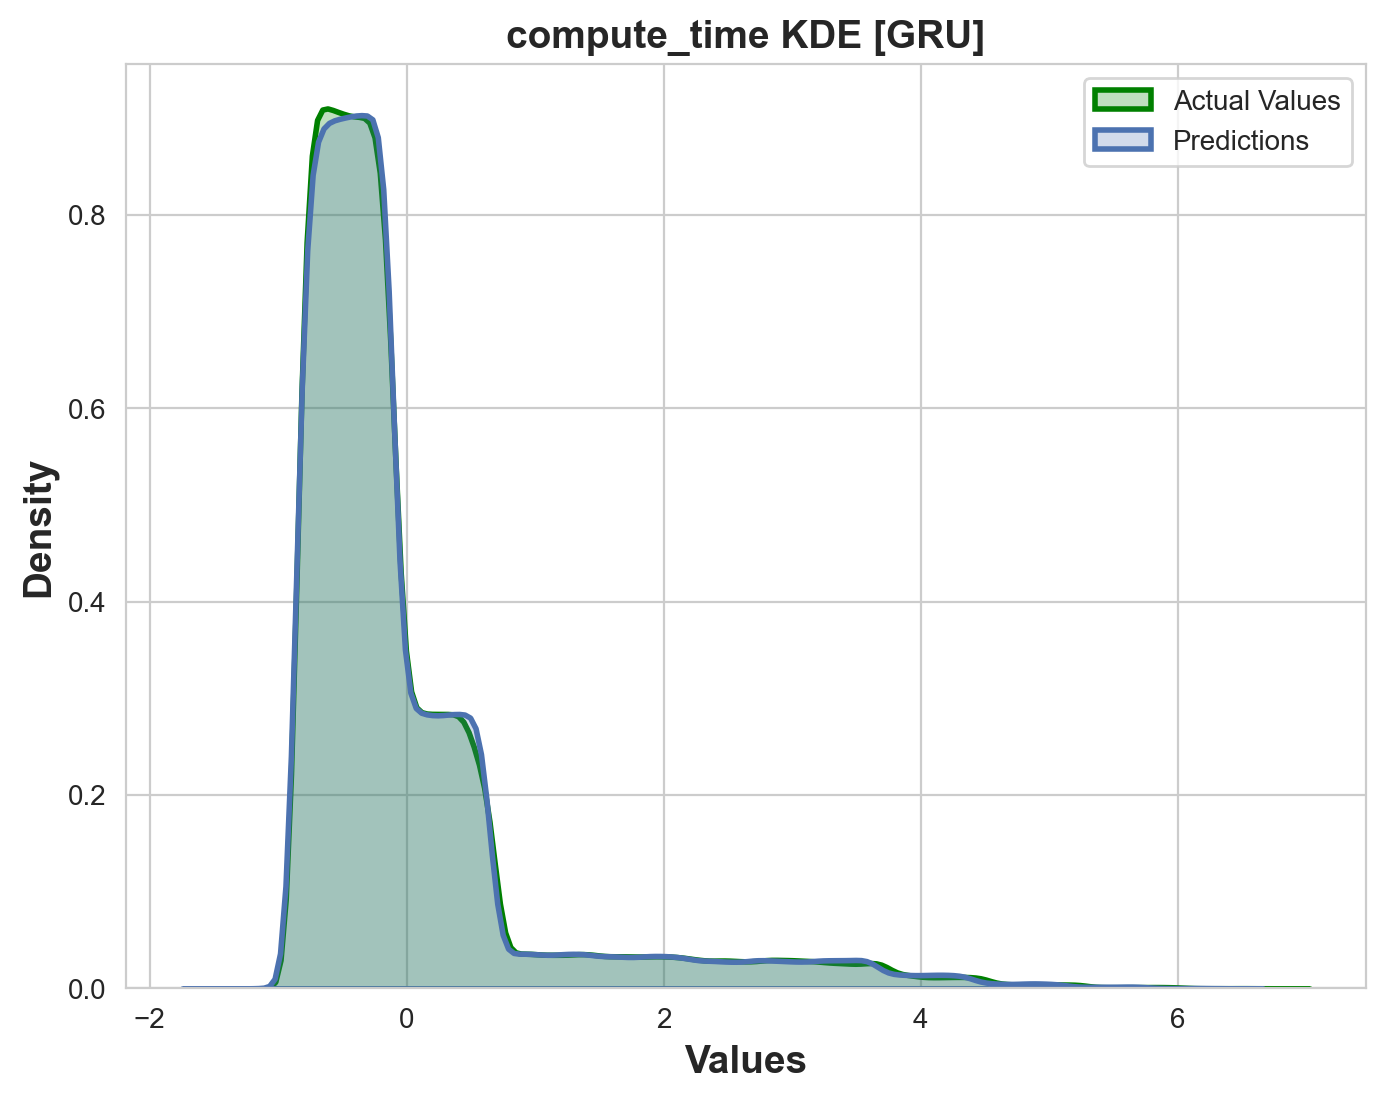 compute_time KDE [GRU]
Actual Values
Predictions
Density
0.8
0.6
0.4
0.2
0.0
−2 0 2 4 6
Values